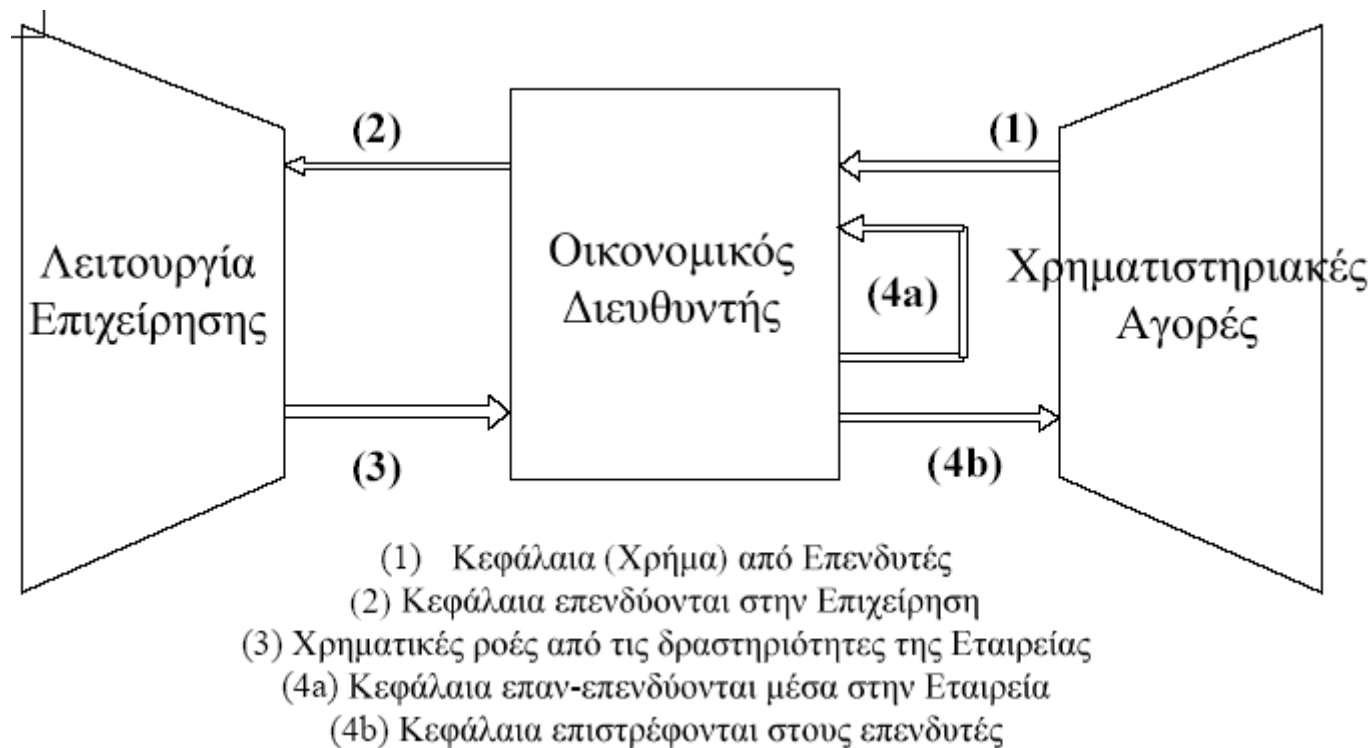 (2)
(1)
Λειτουργία
Επιχείρησης
Οικονομικός
Διευθυντής
(4a)
Χρηματιστηριακές
Αγορές
(3)
(4b)
(1) Κεφάλαια (Χρήμα) από Επενδυτές
(2) Κεφάλαια επενδύονται στην Επιχείρηση
(3) Χρηματικές ροές από τις δραστηριότητες της Εταιρείας
(4a) Κεφάλαια επαν-επενδύονται μέσα στην Εταιρεία
(4b) Κεφάλαια επιστρέφονται στους επενδυτές